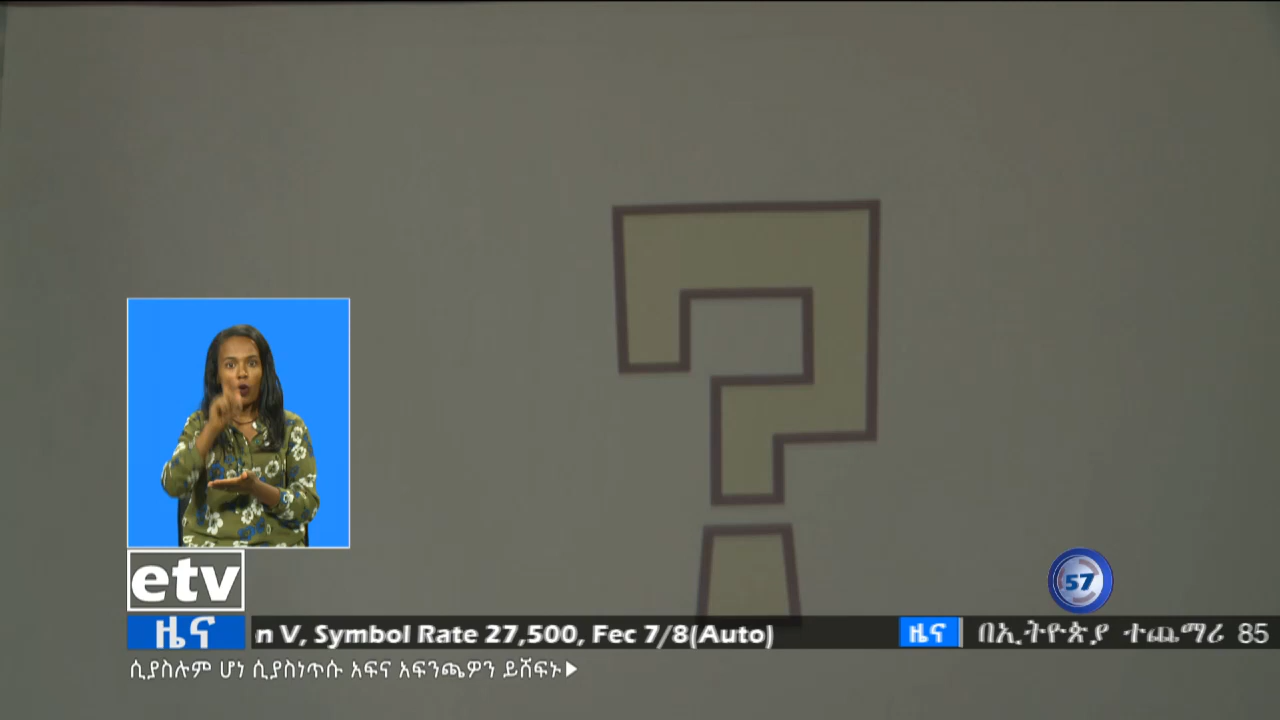 ?
etv
57
ዜና
n V, Symbol Rate 27,500, Fec 7/8(Auto)
ዜና
በኢትዮጵያ ተጨማሪ 85
ሲያስሉም ሆነ ሲያስነጥሱ አፍና አፍንጫዎን ይሸፍኑ